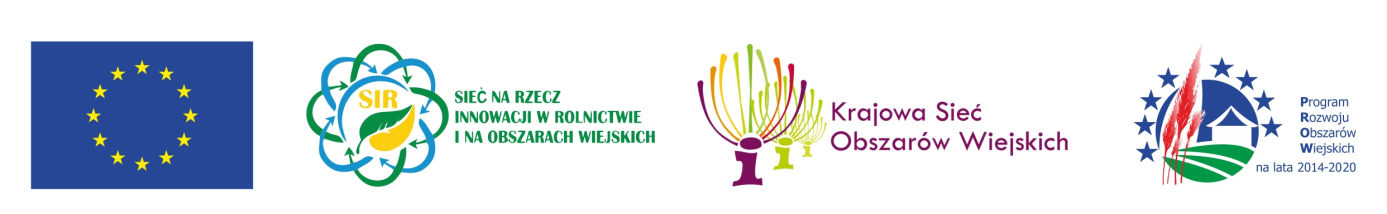 SIR
SIEĆ NA RZECZ
INNOWACJI W ROLNICTWIE
I NA OBSZARACH WIEJSKICH
Krajowa Sieć
Obszarów Wiejskich
Program
Rozwoju
Obszarów
Wiejskich
na lata 2014-2020